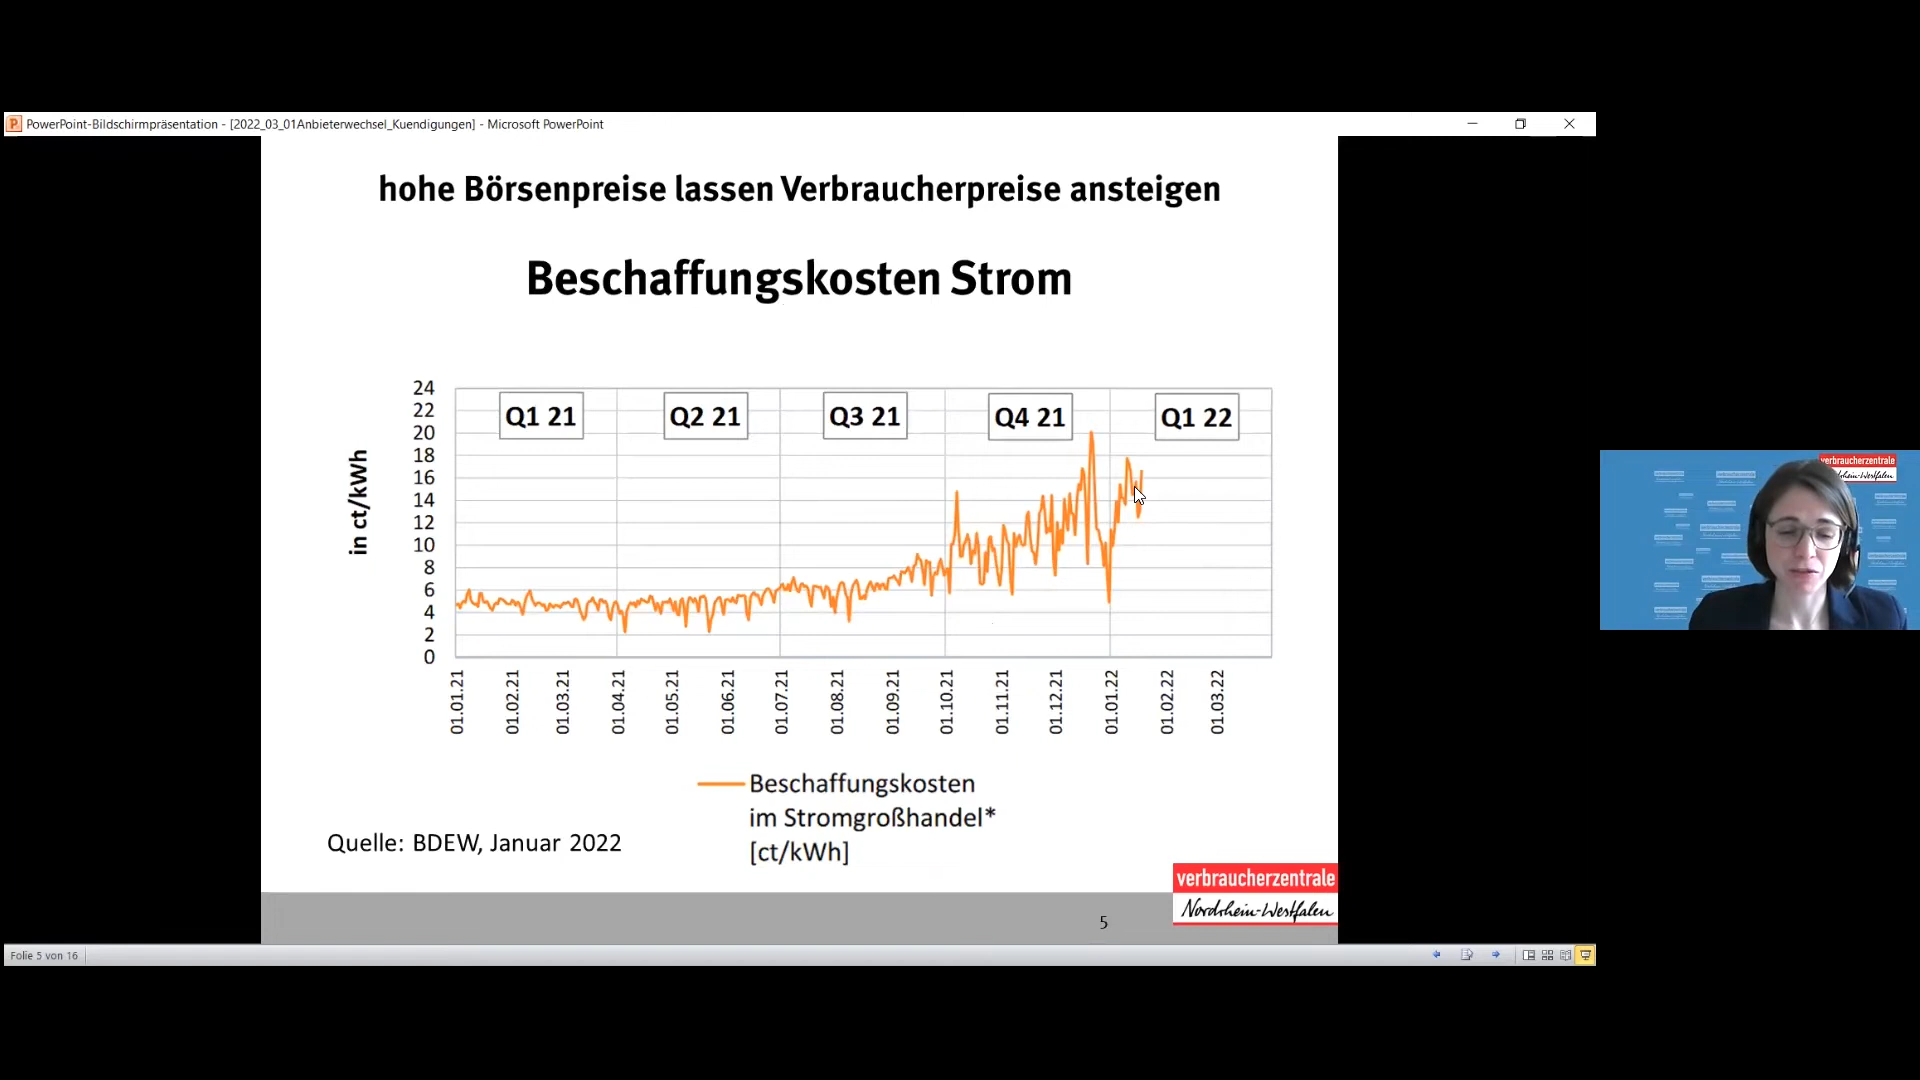 PowerPoint-Bildschirmpräsentation - [2022_03_01Anbieterwechsel_Kuendigungen] - Microsoft PowerPoint
hohe Börsenpreise lassen Verbraucherpreise ansteigen
Beschaffungskosten Strom
24
22
20
18
16
14
12
10
8
6
4
2
0
in ct/kWh
Q1 21
Q2 21
Q3 21
Q4 21
Q1 22
01.01.21
01.02.21
01.03.21
01.04.21
01.05.21
01.06.21
01.07.21
01.08.21
01.09.21
01.10.21
01.11.21
01.12.21
01.01.22
01.02.22
01.03.22
Beschaffungskosten
im Stromgroßhandel*
[ct/kWh]
Quelle: BDEW, Januar 2022
verbraucherzentrale
Nordrhein-Westfalen
5
Folie 5 von 16
verbraucherzentrale